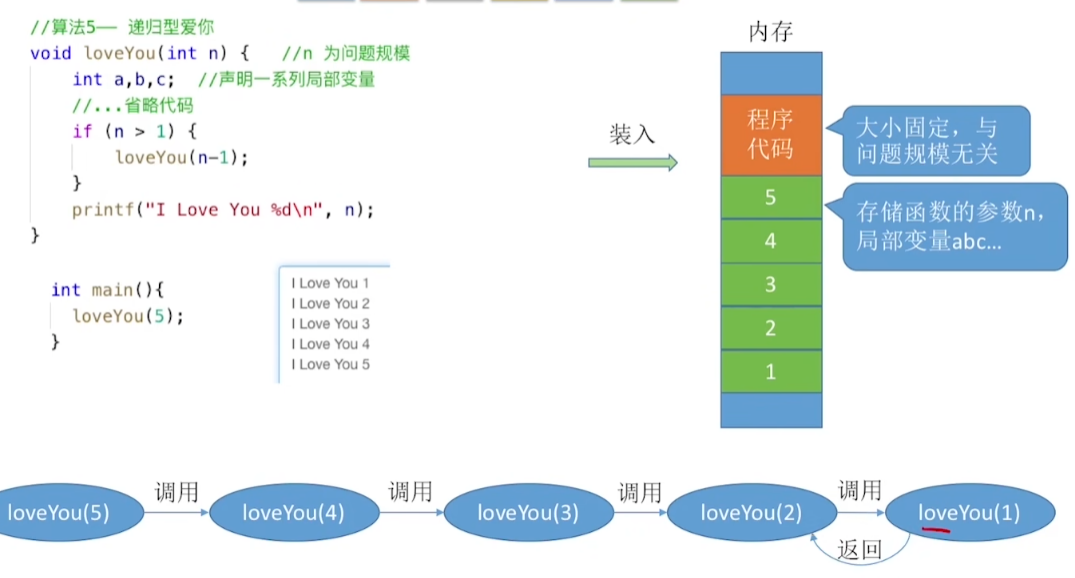 //算法5—— 递归型爱你
void loveYou(int n) {    //n 为问题规模
int a,b,c;  //声明一系列局部变量
//...省略代码
if (n > 1) {
loveYou(n-1);
}
printf("I Love You %d\n", n);
}
int main(){
loveYou(5);
}
I Love You 1
I Love You 2
I Love You 3
I Love You 4
I Love You 5
装入
内存
程序
代码
5
4
3
2
1
大小固定，与
问题规模无关
存储函数的参数n，
局部变量abc…
loveYou(5)
调用
loveYou(4)
调用
loveYou(3)
调用
loveYou(2)
调用
loveYou(1)
返回